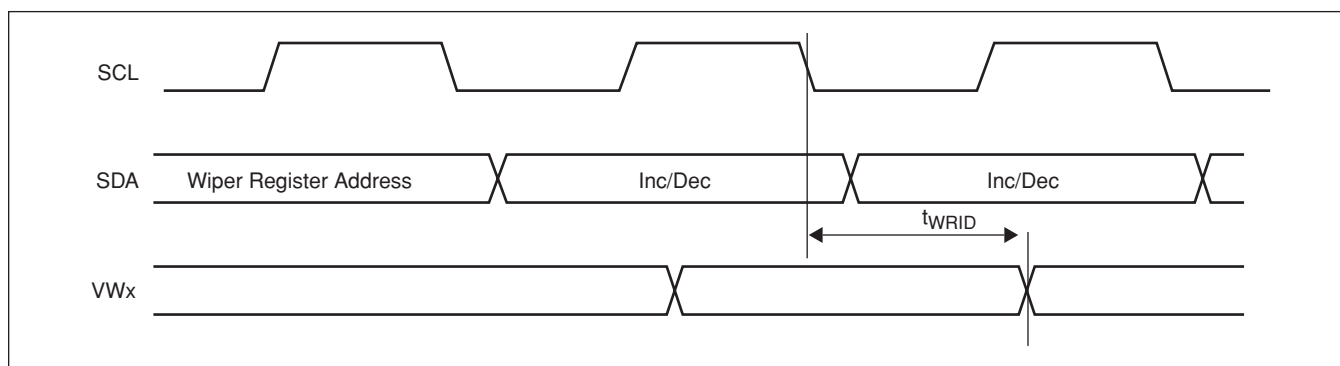 SCL
SDA
Wiper Register Address
Inc/Dec
Inc/Dec
tWRID
VWx